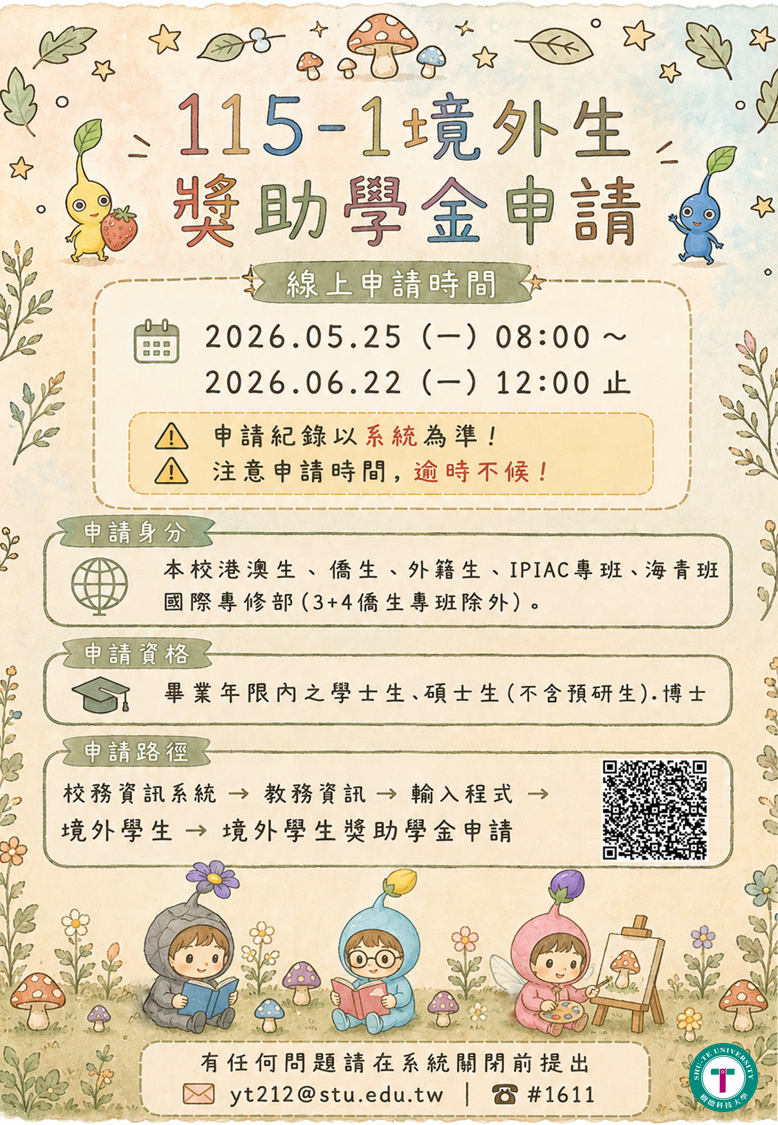 115-1境外生
獎助學金申請
線上申請時間
2026.05.25 (一) 08:00 ~
2026.06.22 (一) 12:00 止
申請紀錄以系統為準！
注意申請時間，逾時不候！
申請身分
本校港澳生、僑生、外籍生、IPIAC專班、海青班
國際專修部(3+4僑生專班除外)。
申請資格
畢業年限內之學士生、碩士生(不含預研生).博士
申請路徑
校務資訊系統 → 教務資訊 → 輸入程式 →
境外學生 → 境外學生獎助學金申請
有任何問題請在系統關閉前提出
yt212@stu.edu.tw | #1611
SHU-TE UNIVERSITY
樹德科技大學